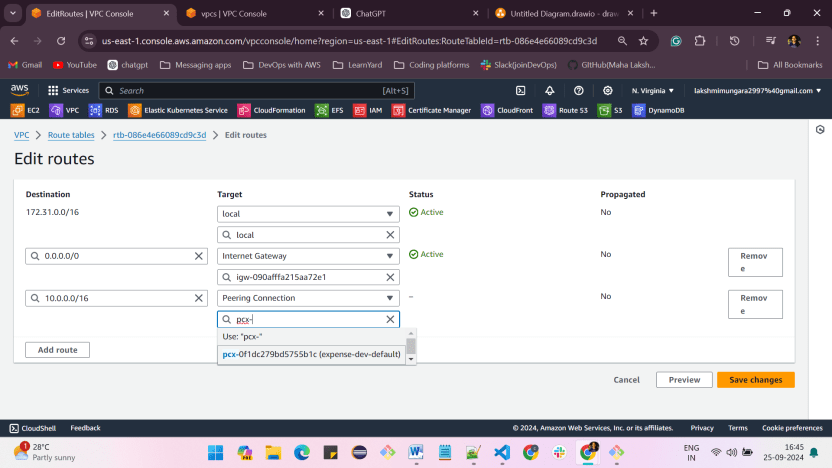 EditRoutes | VPC Console
vpcs | VPC Console
ChatGPT
Untitled Diagram.drawio - draw
us-east-1.console.aws.amazon.com/vpcconsole/home?region=us-east-1#EditRoutes:RouteTableId=rtb-086e4e66089cd9c3d
Gmail YouTube chatgpt Messaging apps DevOps with AWS LearnYard Coding platforms Slack(joinDevOps) GItHub(Maha Laksh... All Bookmarks
aws Services Search [Alt+S] N. Virginia lakshmimungara2997%40gmail.com
EC2 VPC RDS Elastic Kubernetes Service CloudFormation EFS IAM Certificate Manager CloudFront Route 53 S3 DynamoDB
VPC > Route tables > rtb-086e4e66089cd9c3d > Edit routes
Edit routes
Destination Target Status Propagated
172.31.0.0/16 local Active No
local
0.0.0.0/0 Internet Gateway Active No Remov
e
igw-090afffa215aa72e1
10.0.0.0/16 Peering Connection – No Remov
e
pcx-
Use: "pcx-"
pcx-0f1dc279bd5755b1c (expense-dev-default)
Add route
Cancel Preview Save changes
CloudShell Feedback © 2024, Amazon Web Services, Inc. or its affiliates. Privacy Terms Cookie preferences
1 28°C
Partly sunny
ENG
IN
16:45
25-09-2024